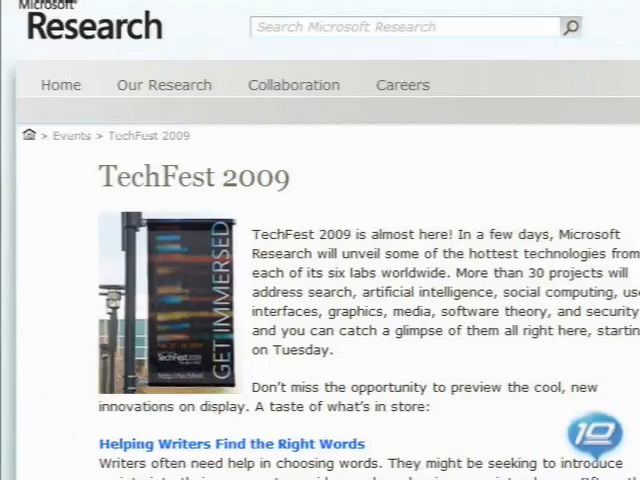 Microsoft
Research
Search Microsoft Research
Home Our Research Collaboration Careers
> Events > TechFest 2009
TechFest 2009
GET IMMERSED
TechFest2009
TechFest 2009 is almost here! In a few days, Microsoft
Research will unveil some of the hottest technologies from
each of its six labs worldwide. More than 30 projects will
address search, artificial intelligence, social computing,
interfaces, graphics, media, software theory, and security
and you can catch a glimpse of them all right here,
on Tuesday.
Don't miss the opportunity to preview the cool, new
innovations on display. A taste of what's in store:
10
Helping Writers Find the Right Words
Writers often need help in choosing words. They might be seeking to introduce